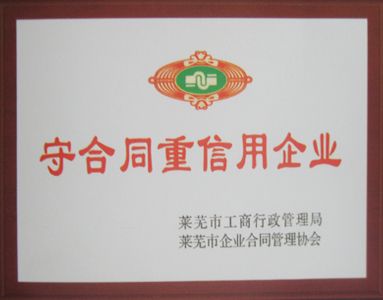 守合同重信用企业
莱芜市工商行政管理局
莱芜市企业合同管理协会